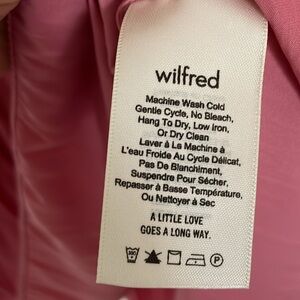 wilfred
Machine Wash Cold
Gentle Cycle, No Bleach,
Hang To Dry, Low Iron,
Or Dry Clean
Laver à La Machine à
L'eau Froide Au Cycle Délicat,
Pas De Blanchiment,
Suspendre Pour Sécher,
Repasser à Basse Température,
Ou Nettoyer à Sec
A LITTLE LOVE
GOES A LONG WAY.
P